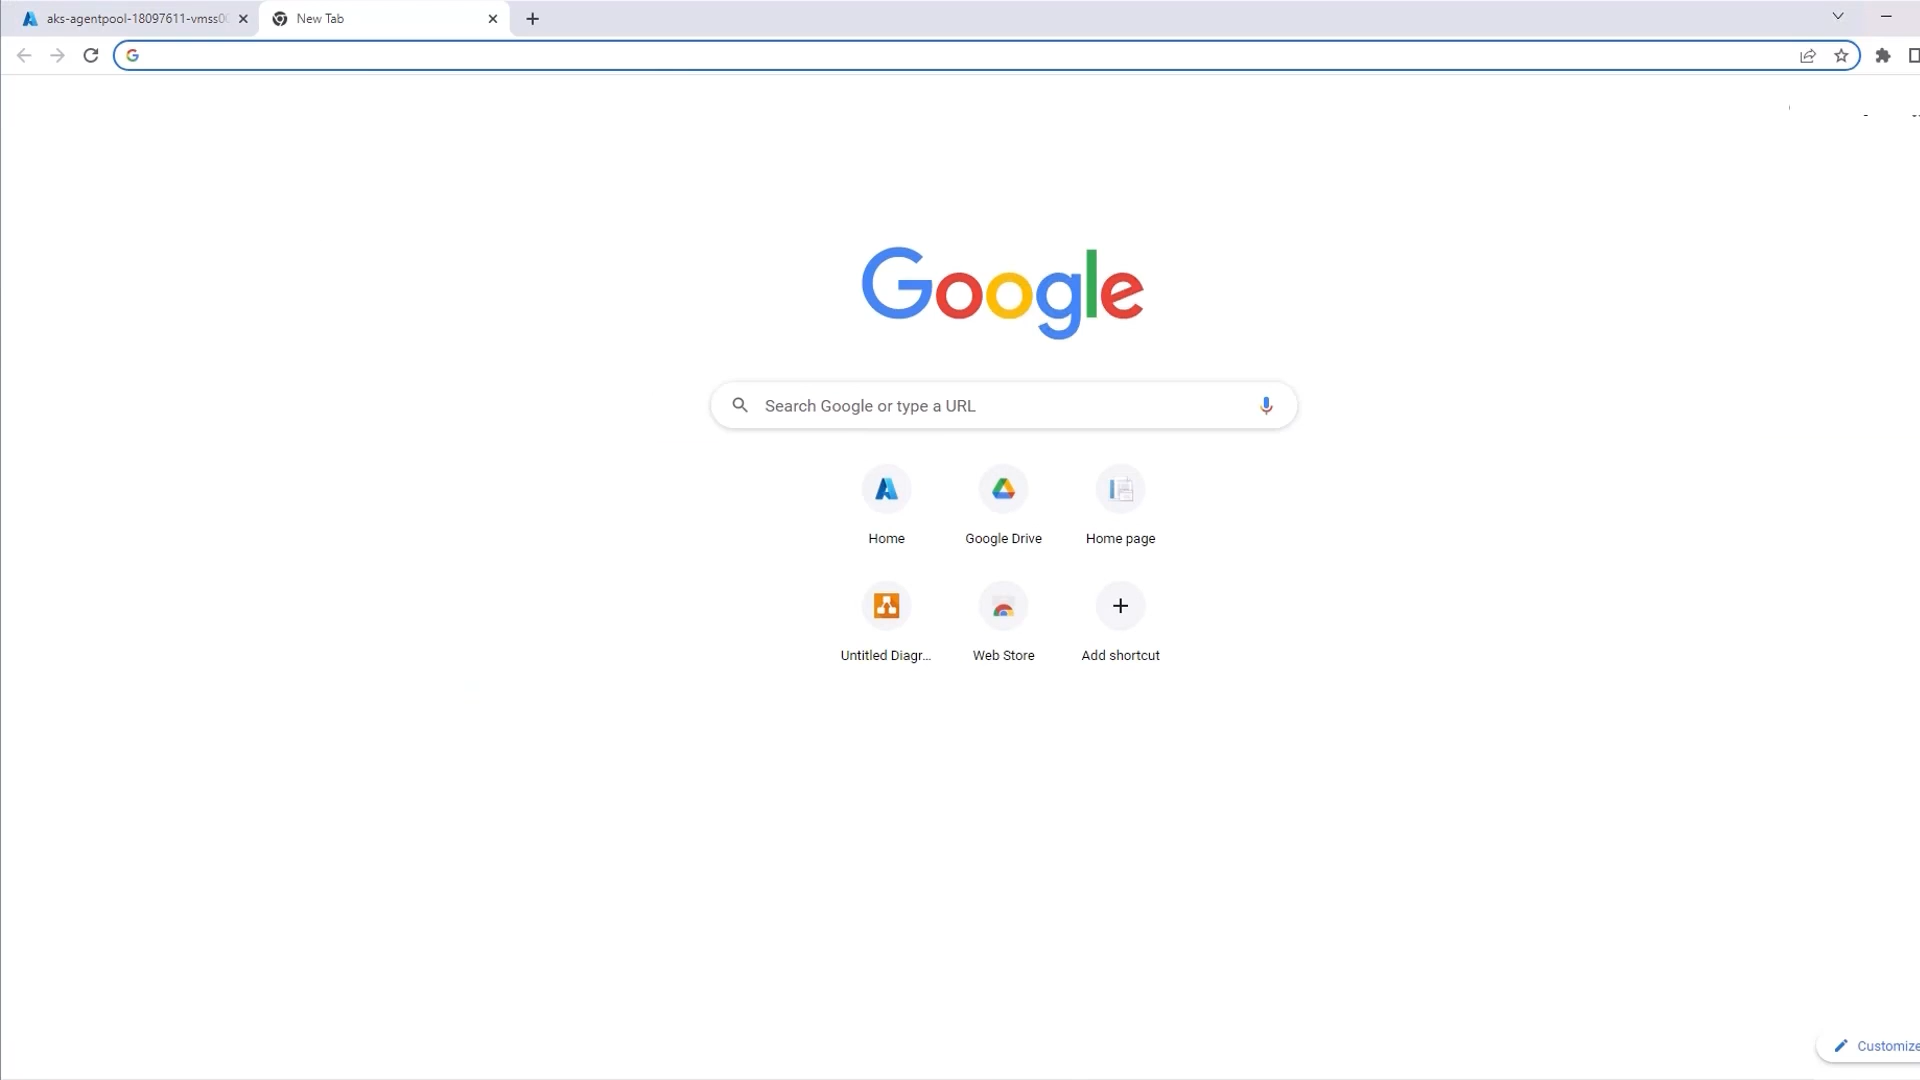 aks-agentpool-18097611-vmss00
New Tab
Google
Search Google or type a URL
Home
Google Drive
Home page
Untitled Diagr...
Web Store
Add shortcut
Customize